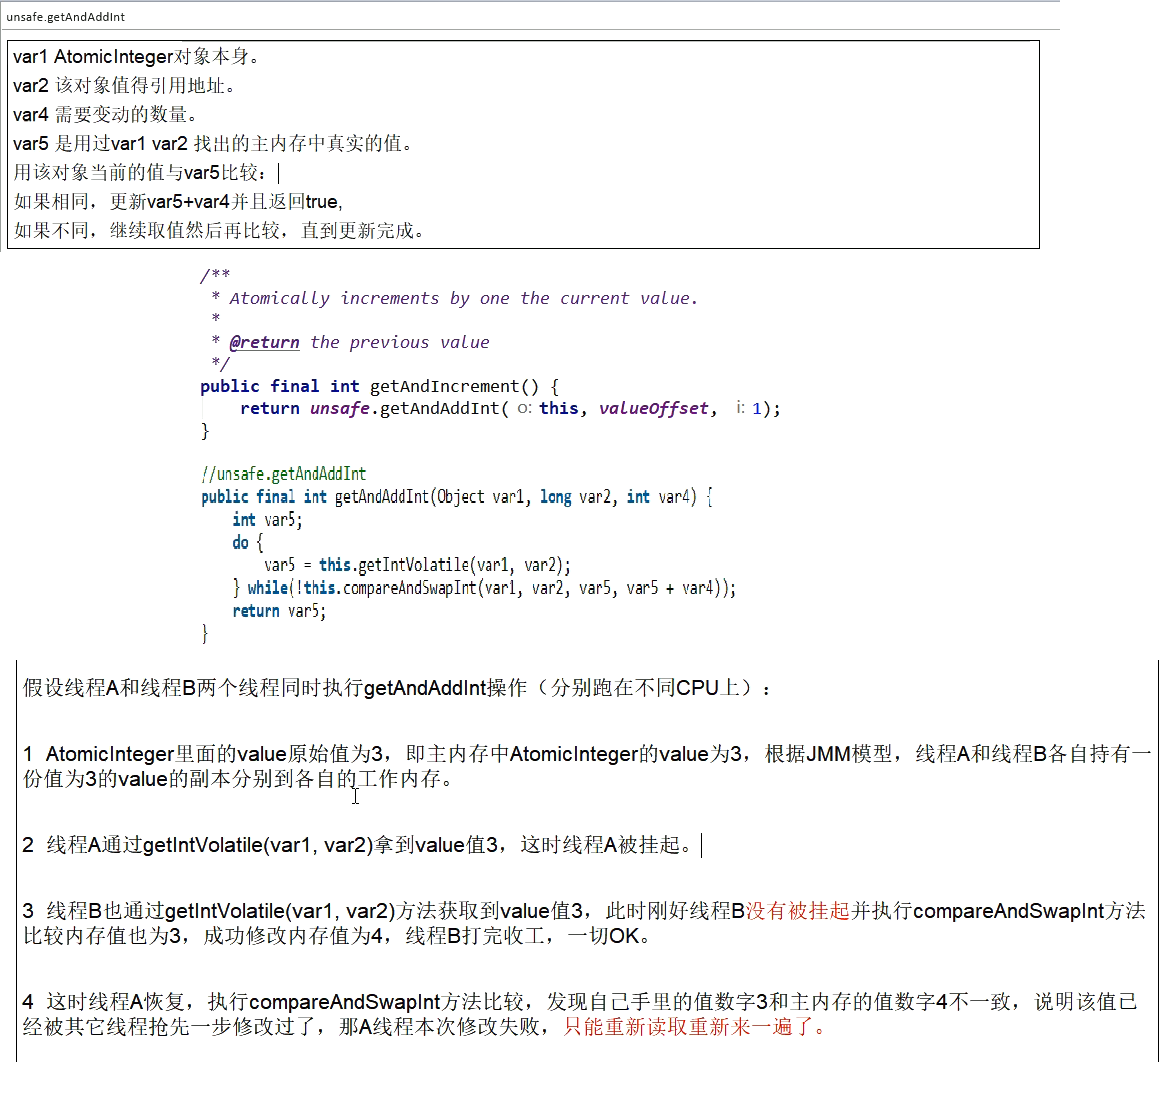 unsafe.getAndAddInt
var1 AtomicInteger对象本身。
var2 该对象值得引用地址。
var4 需要变动的数量。
var5 是用过var1 var2 找出的主内存中真实的值。
用该对象当前的值与var5比较：
如果相同，更新var5+var4并且返回true,
如果不同，继续取值然后再比较，直到更新完成。
/**
* Atomically increments by one the current value.
*
* @return the previous value
*/
public final int getAndIncrement() {
return unsafe.getAndAddInt( o: this, valueOffset, i: 1);
}
//unsafe.getAndAddInt
public final int getAndAddInt(Object var1, long var2, int var4) {
int var5;
do {
var5 = this.getIntVolatile(var1, var2);
} while(!this.compareAndSwapInt(var1, var2, var5, var5 + var4));
return var5;
}
假设线程A和线程B两个线程同时执行getAndAddInt操作（分别跑在不同CPU上）：
1 AtomicInteger里面的value原始值为3，即主内存中AtomicInteger的value为3，根据JMM模型，线程A和线程B各自持有一
份值为3的value的副本分别到各自的工作内存。
2 线程A通过getIntVolatile(var1, var2)拿到value值3，这时线程A被挂起。
3 线程B也通过getIntVolatile(var1, var2)方法获取到value值3，此时刚好线程B没有被挂起并执行compareAndSwapInt方法
比较内存值也为3，成功修改内存值为4，线程B打完收工，一切OK。
4 这时线程A恢复，执行compareAndSwapInt方法比较，发现自己手里的值数字3和主内存的值数字4不一致，说明该值已
经被其它线程抢先一步修改过了，那A线程本次修改失败，只能重新读取重新来一遍了。